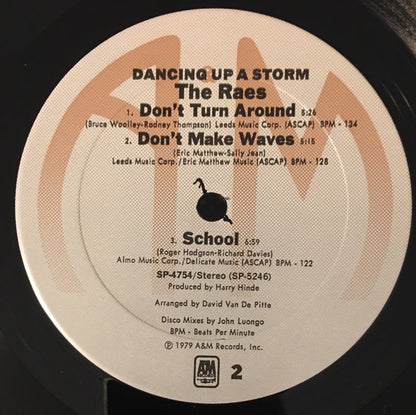 DANCING UP A STORM
The Raes
1. Don't Turn Around 5:26
(Bruce Woolley-Rodney Thompson) Leeds Music Corp. (ASCAP) BPM - 134
2. Don't Make Waves 5:15
(Eric Matthew-Sally Jean)
Leeds Music Corp./Eric Matthew Music (ASCAP) BPM - 128
3. School 6:59
(Roger Hodgson-Richard Davies)
Almo Music Corp./Delicate Music (ASCAP) BPM - 122
SP-4754/Stereo (SP-5246)
Produced by Harry Hinde
Arranged by David Van De Pitte
Disco Mixes by John Luongo
BPM - Beats Per Minute
Ⓟ 1979 A&M Records, Inc.
A&M 2